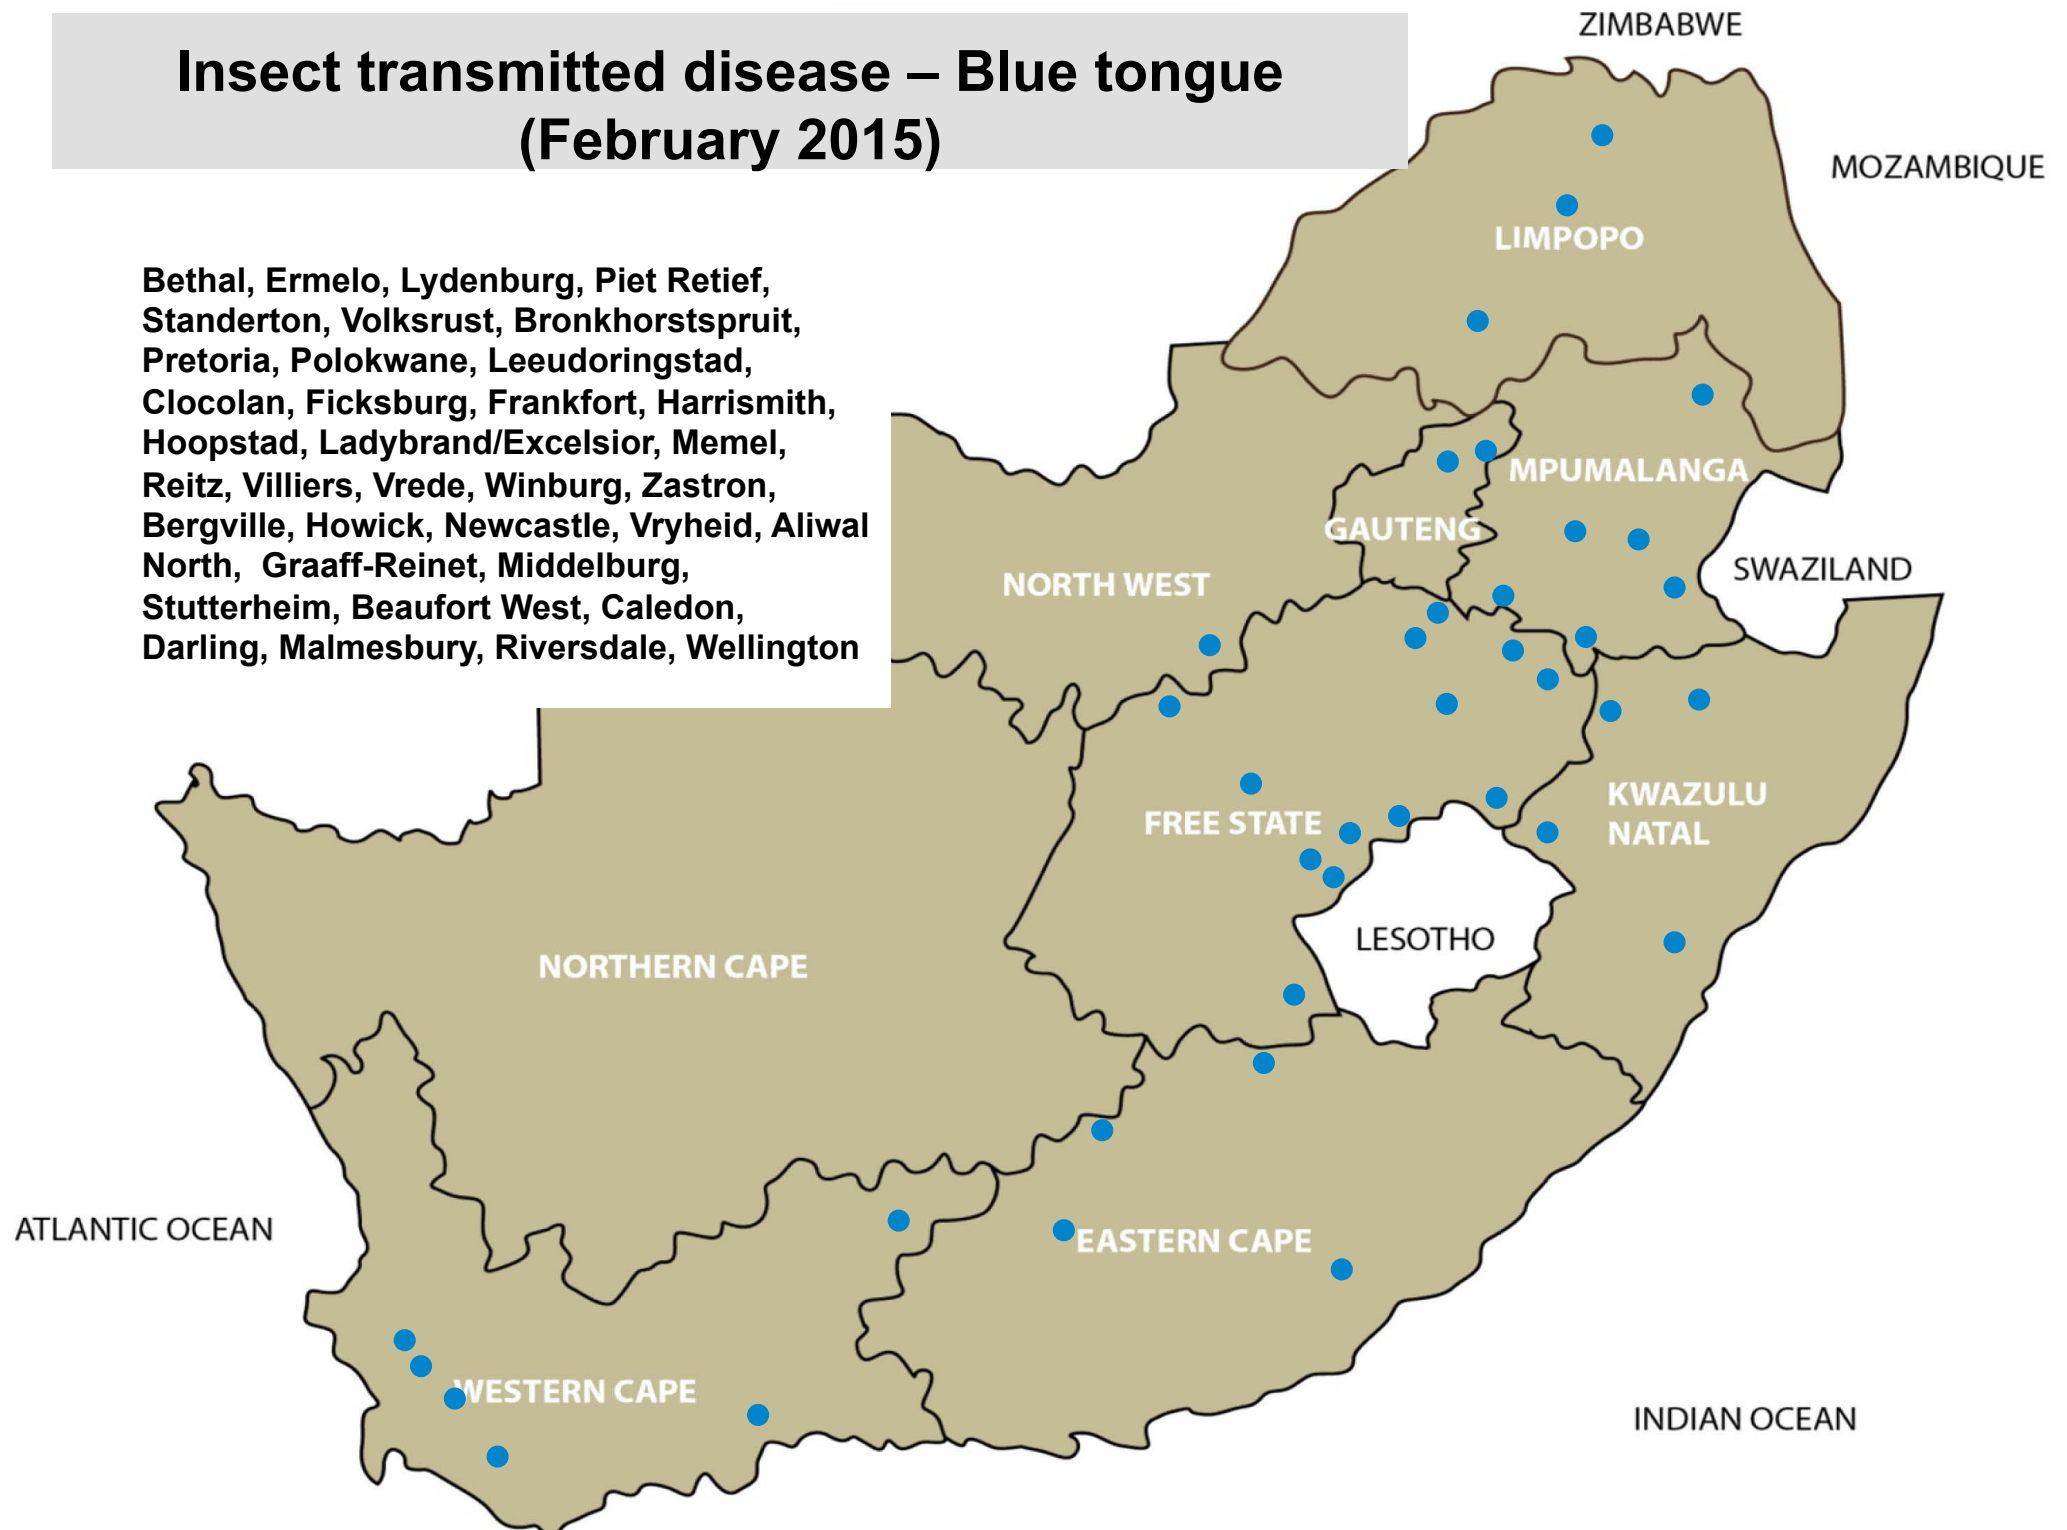 Insect transmitted disease – Blue tongue
(February 2015)
Bethal, Ermelo, Lydenburg, Piet Retief,
Standerton, Volksrust, Bronkhorstspruit,
Pretoria, Polokwane, Leeudoringstad,
Clocolan, Ficksburg, Frankfort, Harrismith,
Hoopstad, Ladybrand/Excelsior, Memel,
Reitz, Villiers, Vrede, Winburg, Zastron,
Bergville, Howick, Newcastle, Vryheid, Aliwal
North,  Graaff-Reinet, Middelburg,
Stutterheim, Beaufort West, Caledon,
Darling, Malmesbury, Riversdale, Wellington
ZIMBABWE
MOZAMBIQUE
LIMPOPO
MPUMALANGA
GAUTENG
SWAZILAND
NORTH WEST
KWAZULU
NATAL
FREE STATE
LESOTHO
NORTHERN CAPE
ATLANTIC OCEAN
EASTERN CAPE
WESTERN CAPE
INDIAN OCEAN